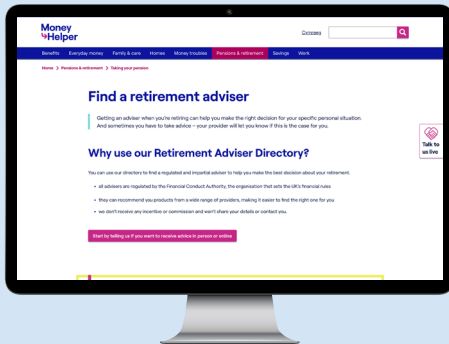 Money
Helper
Cymraeg
Benefits Everyday money Family & care Homes Money troubles Pensions & retirement Savings Work
Home > Pensions & retirement > Taking your pension
Find a retirement adviser
Getting an adviser when you're retiring can help you make the right decision for your specific personal situation.
And sometimes you have to take advice – your provider will let you know if this is the case for you.
Talk to
us live
Why use our Retirement Adviser Directory?
You can use our directory to find a regulated and impartial adviser to help you make the best decision about your retirement.
• all advisers are regulated by the Financial Conduct Authority, the organisation that sets the UK's financial rules
• they can recommend you products from a wide range of providers, making it easier to find the right one for you
• we don't receive any incentive or commission and won't share your details or contact you.
Start by telling us if you want to receive advice in person or online